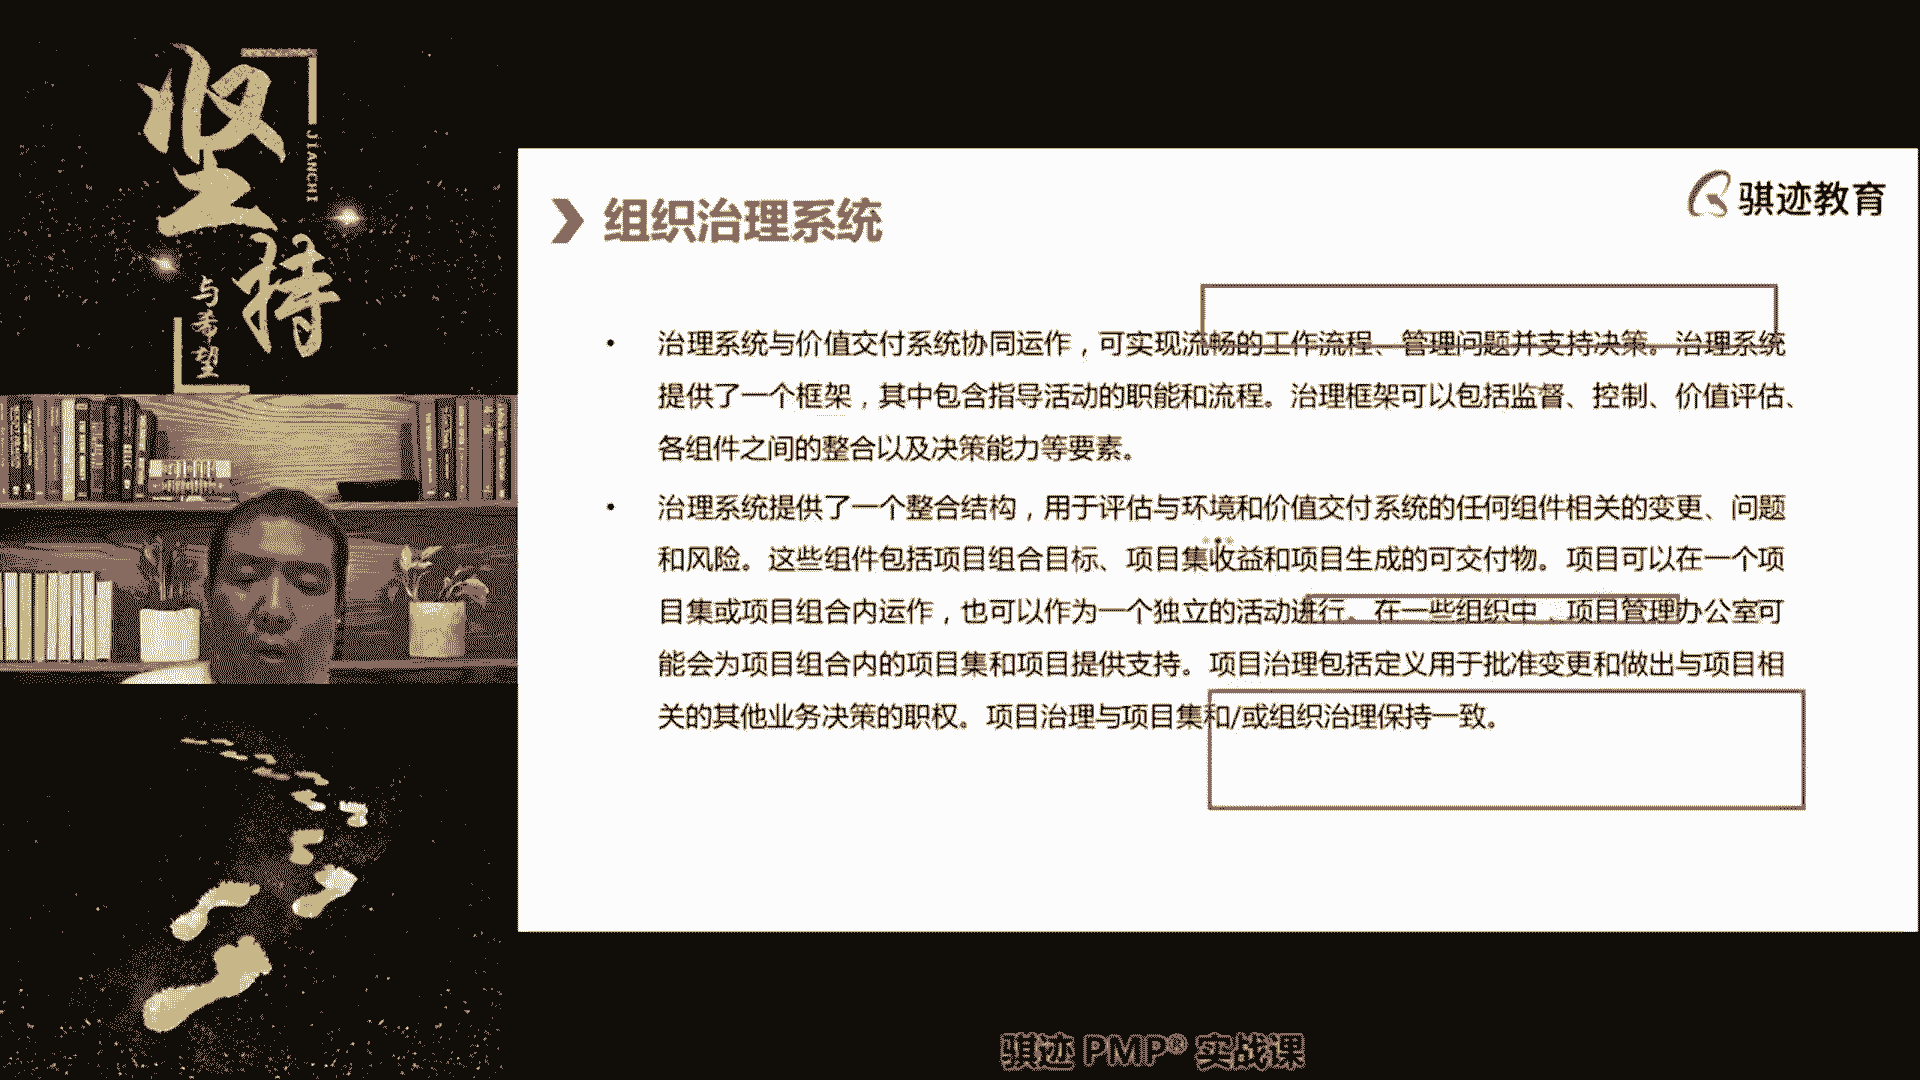 坚持
JIANCHI
与希望
骐迹教育
组织治理系统
• 治理系统与价值交付系统协同运作，可实现流畅的工作流程、管理问题并支持决策。治理系统
提供了一个框架，其中包含指导活动的职能和流程。治理框架可以包括监督、控制、价值评估、
各组件之间的整合以及决策能力等要素。
• 治理系统提供了一个整合结构，用于评估与环境和价值交付系统的任何组件相关的变更、问题
和风险。这些组件包括项目组合目标、项目集收益和项目生成的可交付物。项目可以在一个项
目集或项目组合内运作，也可以作为一个独立的活动进行。在一些组织中，项目管理办公室可
能会为项目组合内的项目集和项目提供支持。项目治理包括定义用于批准变更和做出与项目相
关的其他业务决策的职权。项目治理与项目集和/或组织治理保持一致。
骐迹 PMP® 实战课